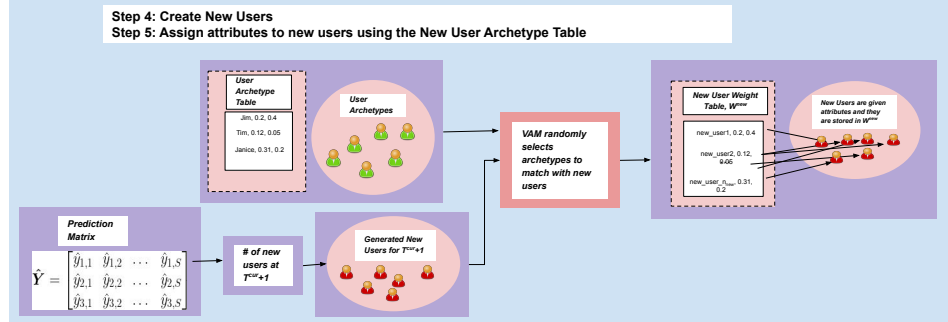 Step 4: Create New Users
Step 5: Assign attributes to new users using the New User Archetype Table
User
Archetype
Table
Jim, 0.2, 0.4
Tim, 0.12, 0.05
Janice, 0.31, 0.2
User
Archetypes
VAM randomly
selects
archetypes to
match with new
users
New User Weight
Table, W^new
new_user1, 0.2, 0.4
new_user2, 0.12,
0.05
new_user_n_new, 0.31,
0.2
New Users are given
attributes and they
are stored in W^new
Prediction
Matrix
Ŷ = [ŷ1,1 ŷ1,2 ... ŷ1,S
ŷ2,1 ŷ2,2 ... ŷ2,S
ŷ3,1 ŷ3,2 ... ŷ3,S]
# of new
users at
T^cur+1
Generated New
Users for T^cur+1